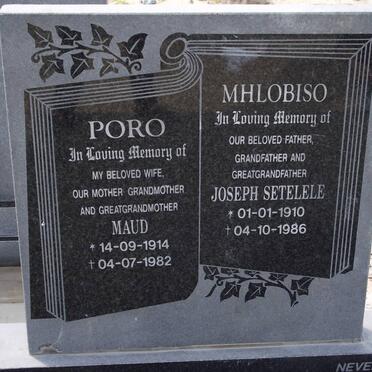 PORO
In Loving Memory of
MY BELOVED WIFE,
OUR MOTHER GRANDMOTHER
AND GREATGRANDMOTHER
MAUD
* 14-09-1914
† 04-07-1982
MHLOBISO
In Loving Memory of
OUR BELOVED FATHER,
GRANDFATHER AND
GREATGRANDFATHER
JOSEPH SETELELE
* 01-01-1910
† 04-10-1986
NEVE